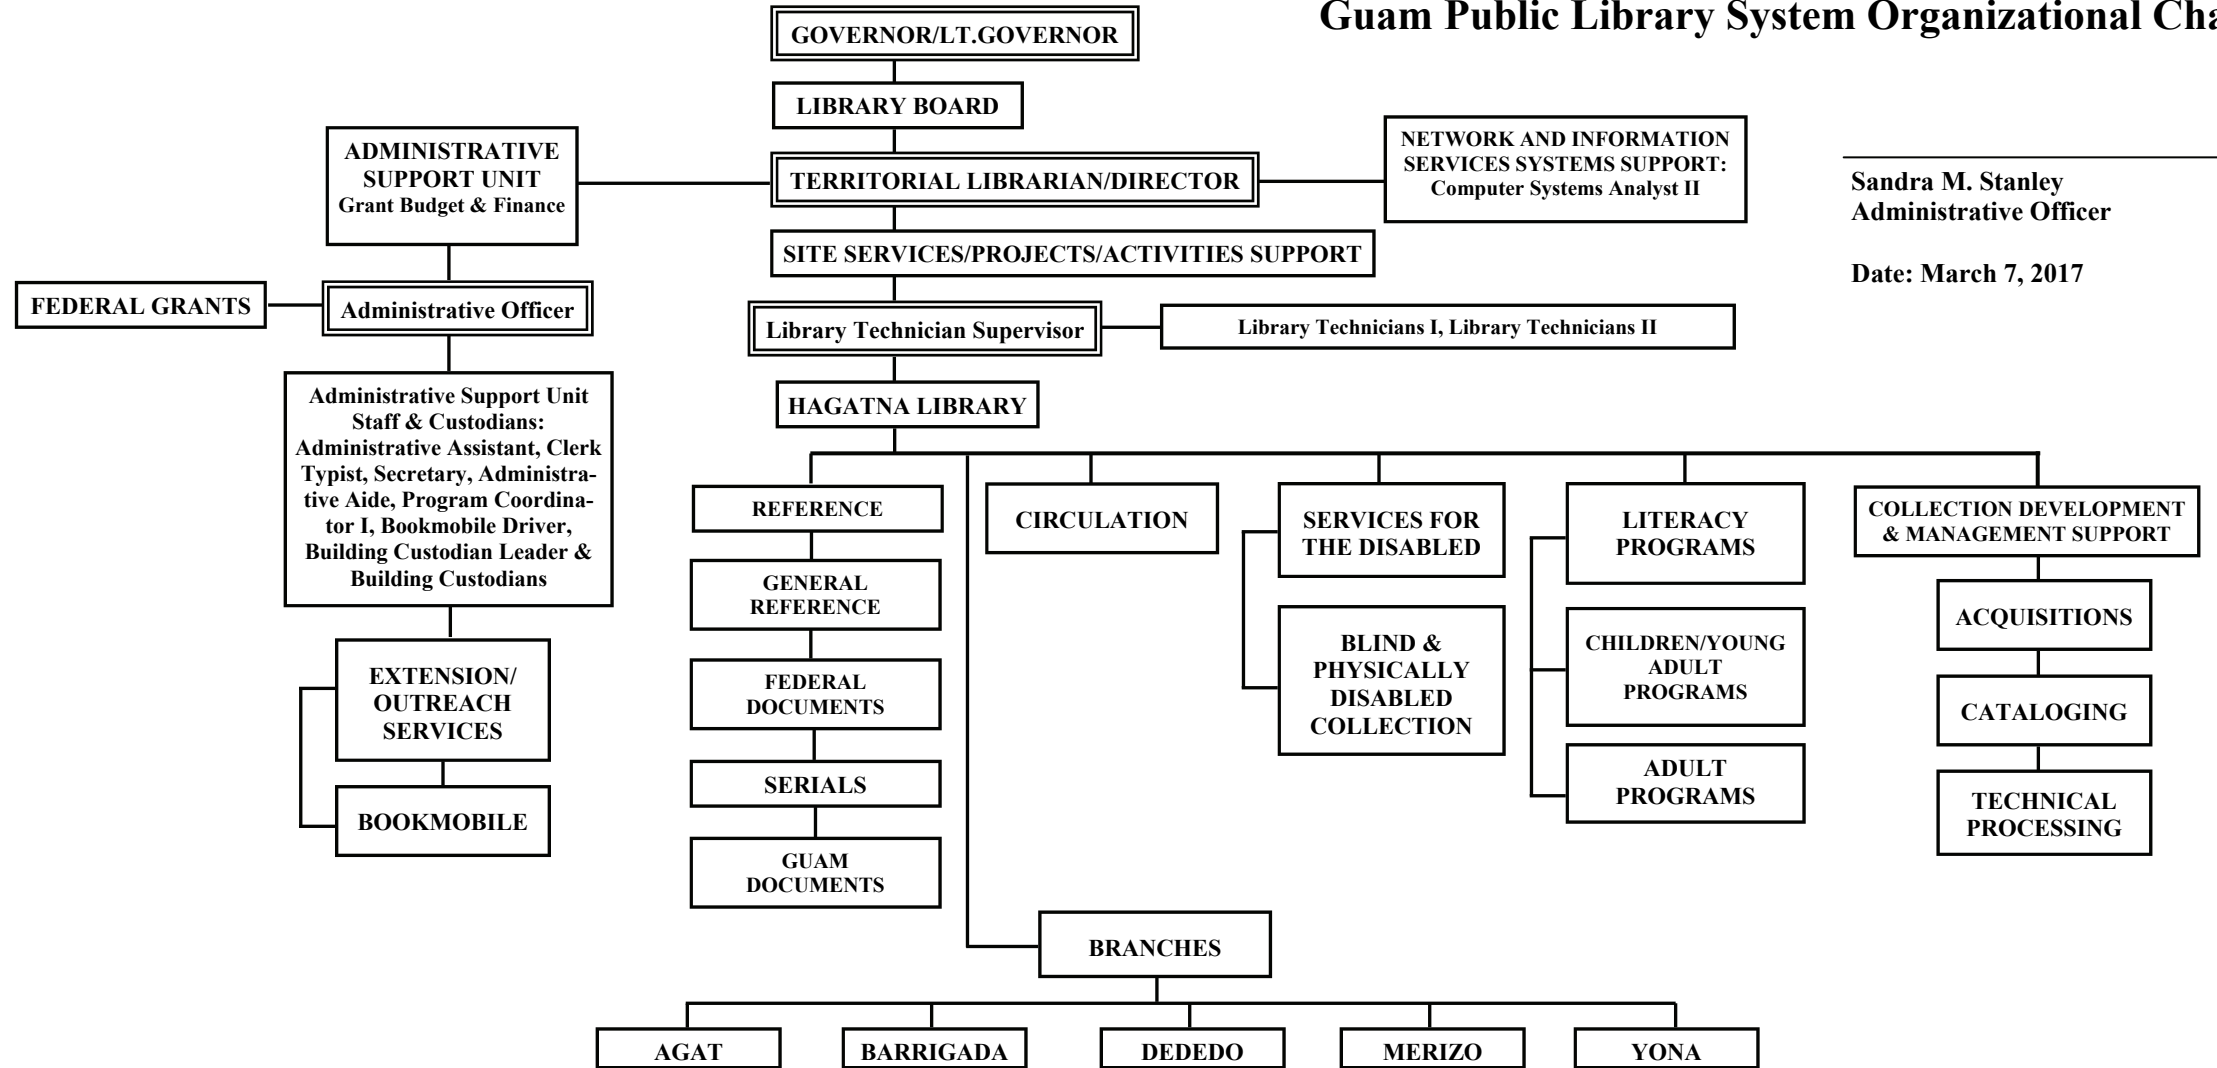 Guam Public Library System Organizational Cha
GOVERNOR/LT.GOVERNOR
LIBRARY BOARD
ADMINISTRATIVE
SUPPORT UNIT
Grant Budget & Finance
TERRITORIAL LIBRARIAN/DIRECTOR
NETWORK AND INFORMATION
SERVICES SYSTEMS SUPPORT:
Computer Systems Analyst II
Sandra M. Stanley
Administrative Officer
Date: March 7, 2017
SITE SERVICES/PROJECTS/ACTIVITIES SUPPORT
FEDERAL GRANTS
Administrative Officer
Library Technician Supervisor
Library Technicians I, Library Technicians II
Administrative Support Unit
Staff & Custodians:
Administrative Assistant, Clerk
Typist, Secretary, Administra-
tive Aide, Program Coordina-
tor I, Bookmobile Driver,
Building Custodian Leader &
Building Custodians
EXTENSION/
OUTREACH
SERVICES
BOOKMOBILE
HAGATNA LIBRARY
REFERENCE
GENERAL
REFERENCE
FEDERAL
DOCUMENTS
SERIALS
GUAM
DOCUMENTS
CIRCULATION
SERVICES FOR
THE DISABLED
BLIND &
PHYSICALLY
DISABLED
COLLECTION
LITERACY
PROGRAMS
CHILDREN/YOUNG
ADULT
PROGRAMS
ADULT
PROGRAMS
COLLECTION DEVELOPMENT
& MANAGEMENT SUPPORT
ACQUISITIONS
CATALOGING
TECHNICAL
PROCESSING
BRANCHES
AGAT
BARRIGADA
DEDEDO
MERIZO
YONA